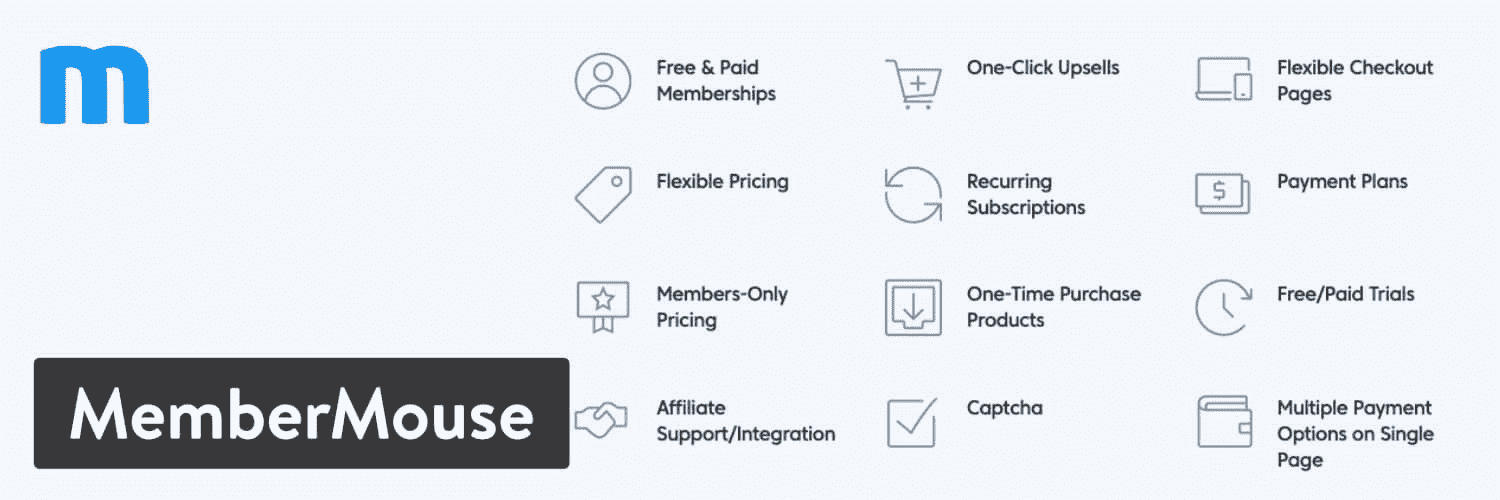 m
Free & Paid
Memberships
One-Click Upsells
Flexible Checkout
Pages
Flexible Pricing
Recurring
Subscriptions
$
Payment Plans
Members-Only
Pricing
One-Time Purchase
Products
Free/Paid Trials
MemberMouse
Affiliate
Support/Integration
Captcha
Multiple Payment
Options on Single
Page